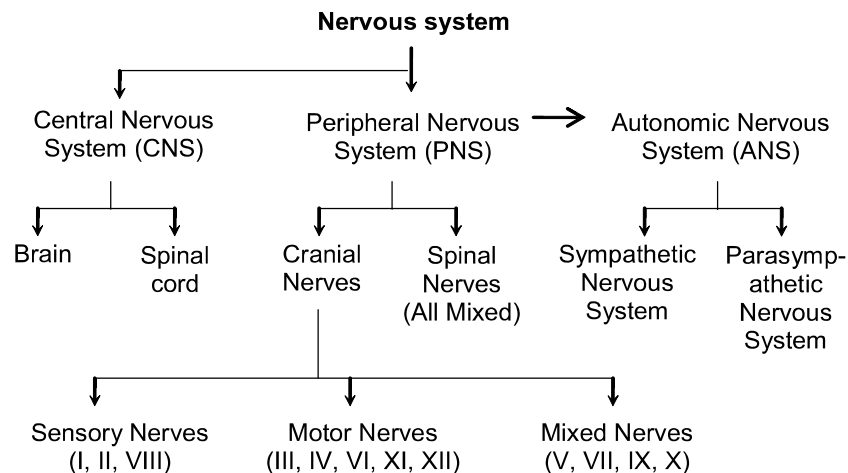 Nervous system
Central Nervous
System (CNS)
Peripheral Nervous
System (PNS)
Autonomic Nervous
System (ANS)
Brain
Spinal
cord
Cranial
Nerves
Spinal
Nerves
(All Mixed)
Sympathetic
Nervous
System
Parasymp-
athetic
Nervous
System
Sensory Nerves
(I, II, VIII)
Motor Nerves
(III, IV, VI, XI, XII)
Mixed Nerves
(V, VII, IX, X)